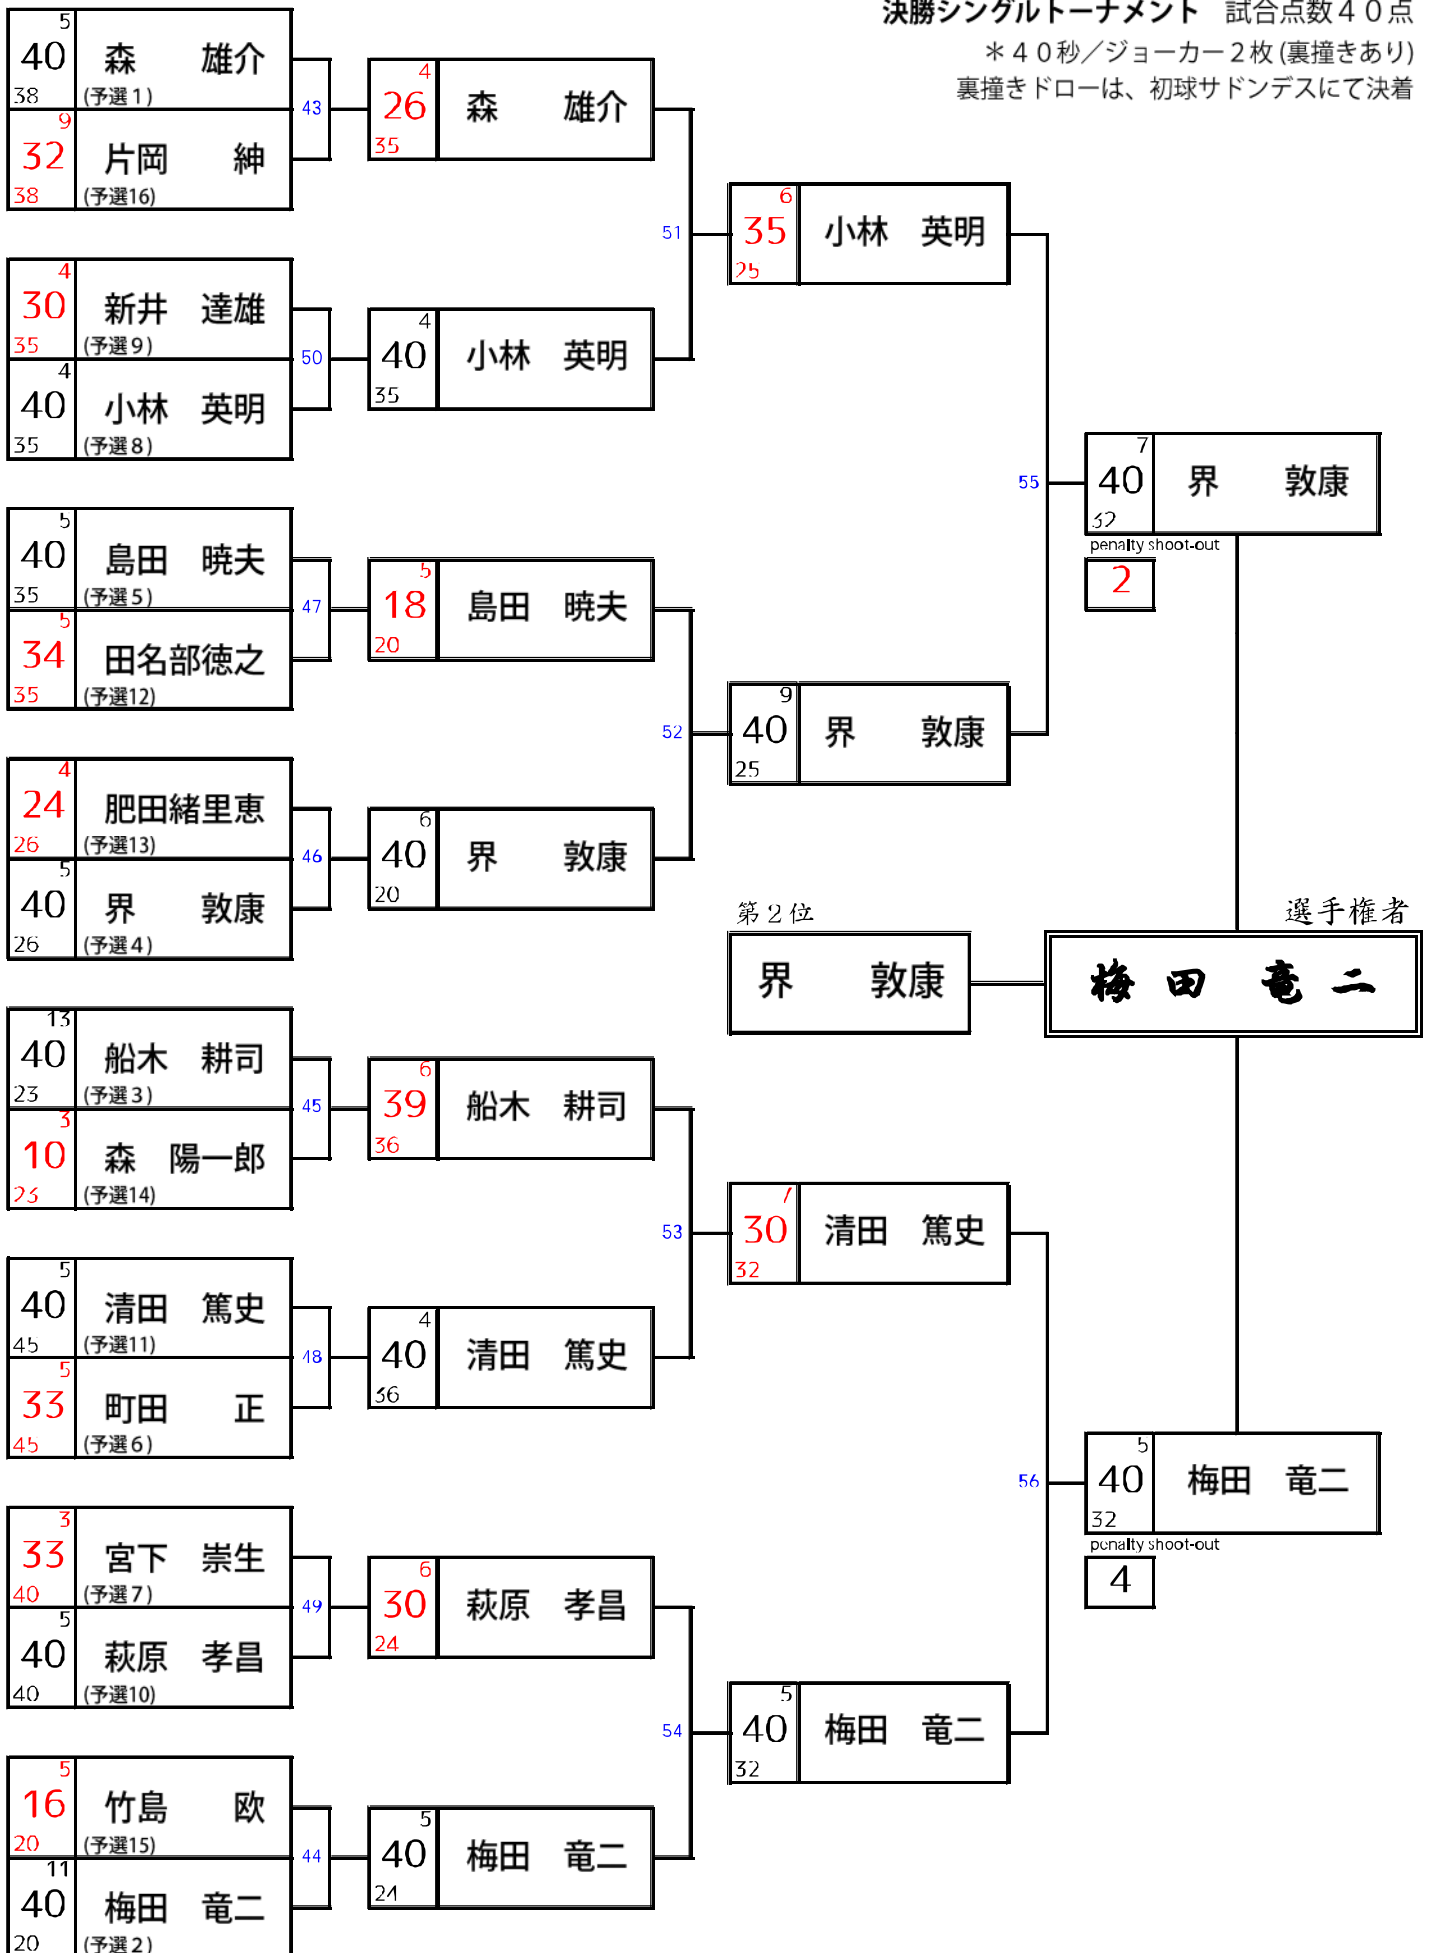 決勝シングルトーナメント 試合点数４０点
＊４０秒／ジョーカー２枚(裏撞きあり)
裏撞きドローは、初球サドンデスにて決着
5
40 森 雄介
38 (予選1)
43
9
32 片岡 紳
38 (予選16)
4
26 森 雄介
35
51
6
35 小林 英明
25
4
30 新井 達雄
35 (予選9)
50
4
40 小林 英明
35 (予選8)
4
40 小林 英明
35
55
7
40 界 敦康
32
penalty shoot-out
2
5
40 島田 暁夫
35 (予選5)
47
5
34 田名部徳之
35 (予選12)
5
18 島田 暁夫
20
52
9
40 界 敦康
25
4
24 肥田緒里恵
26 (予選13)
46
5
40 界 敦康
26 (予選4)
6
40 界 敦康
20
第２位
界 敦康
選手権者
梅田 竜二
13
40 船木 耕司
23 (予選3)
45
3
10 森 陽一郎
23 (予選14)
6
39 船木 耕司
36
53
7
30 清田 篤史
32
5
40 清田 篤史
45 (予選11)
48
5
33 町田 正
45 (予選6)
4
40 清田 篤史
36
56
5
40 梅田 竜二
32
penalty shoot-out
4
3
33 宮下 崇生
40 (予選7)
49
5
40 萩原 孝昌
40 (予選10)
6
30 萩原 孝昌
24
54
5
40 梅田 竜二
32
5
16 竹島 欧
20 (予選15)
44
11
40 梅田 竜二
20 (予選2)
5
40 梅田 竜二
24